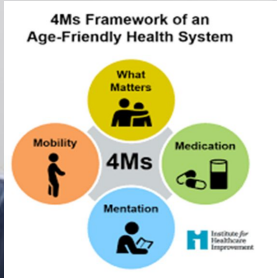 4Ms Framework of an
Age-Friendly Health System
What
Matters
Mobility
4Ms
Medication
Mentation
Institute for
Healthcare
Improvement